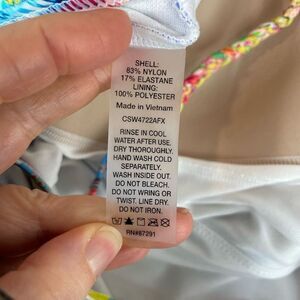 SHELL:
83% NYLON
17% ELASTANE
LINING:
100% POLYESTER
Made in Vietnam
CSW4722AFX
RINSE IN COOL
WATER AFTER USE.
DRY THOROUGHLY.
HAND WASH COLD
SEPARATELY.
WASH INSIDE OUT.
DO NOT BLEACH.
DO NOT WRING OR
TWIST. LINE DRY.
DO NOT IRON.
RN#87291